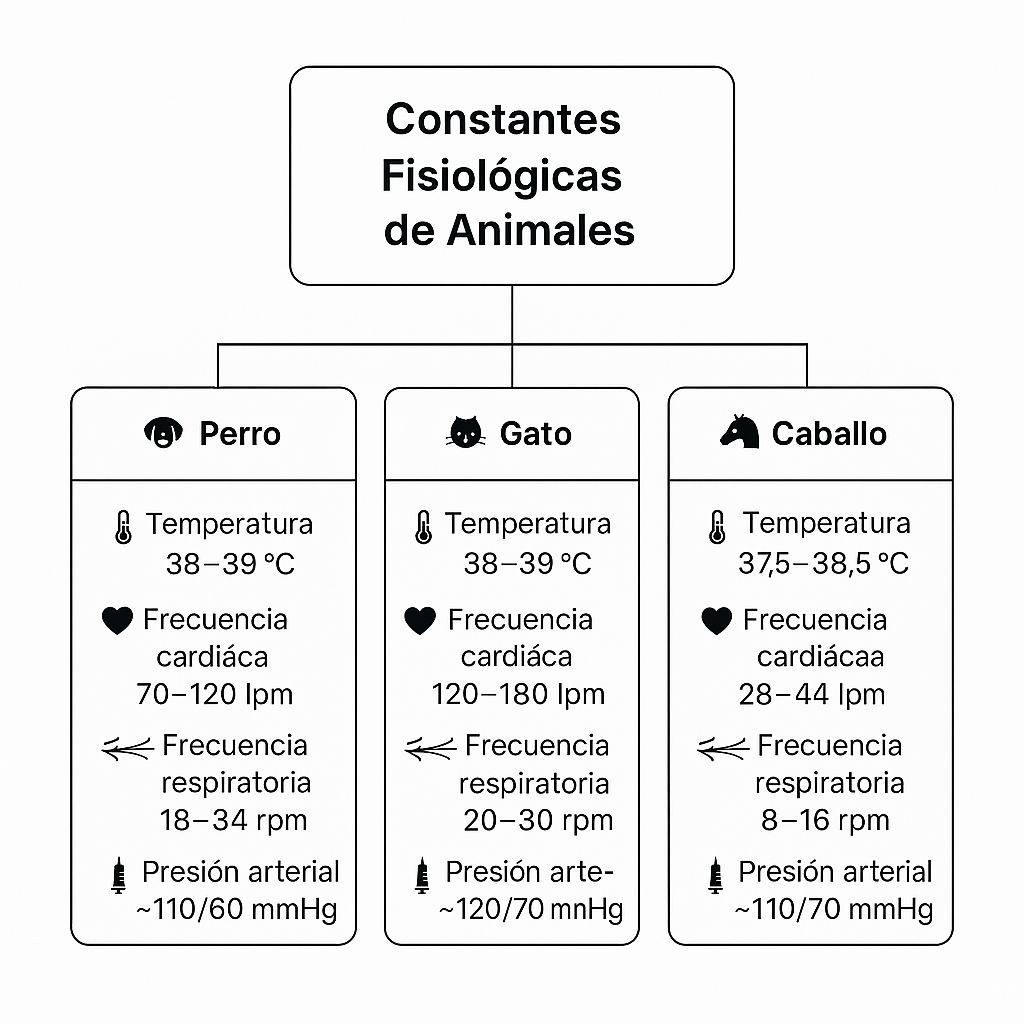 Constantes
Fisiológicas
de Animales
Perro
Temperatura
38–39 °C
Frecuencia
cardiáca
70–120 lpm
Frecuencia
respiratoria
18–34 rpm
Presión arterial
~110/60 mmHg
Gato
Temperatura
38–39 °C
Frecuencia
cardiáca
120–180 lpm
Frecuencia
respiratoria
20–30 rpm
Presión arte-
~120/70 mnHg
Caballo
Temperatura
37,5–38,5 °C
Frecuencia
cardiácaa
28–44 lpm
Frecuencia
respiratoria
8–16 rpm
Presión arterial
~110/70 mmHg